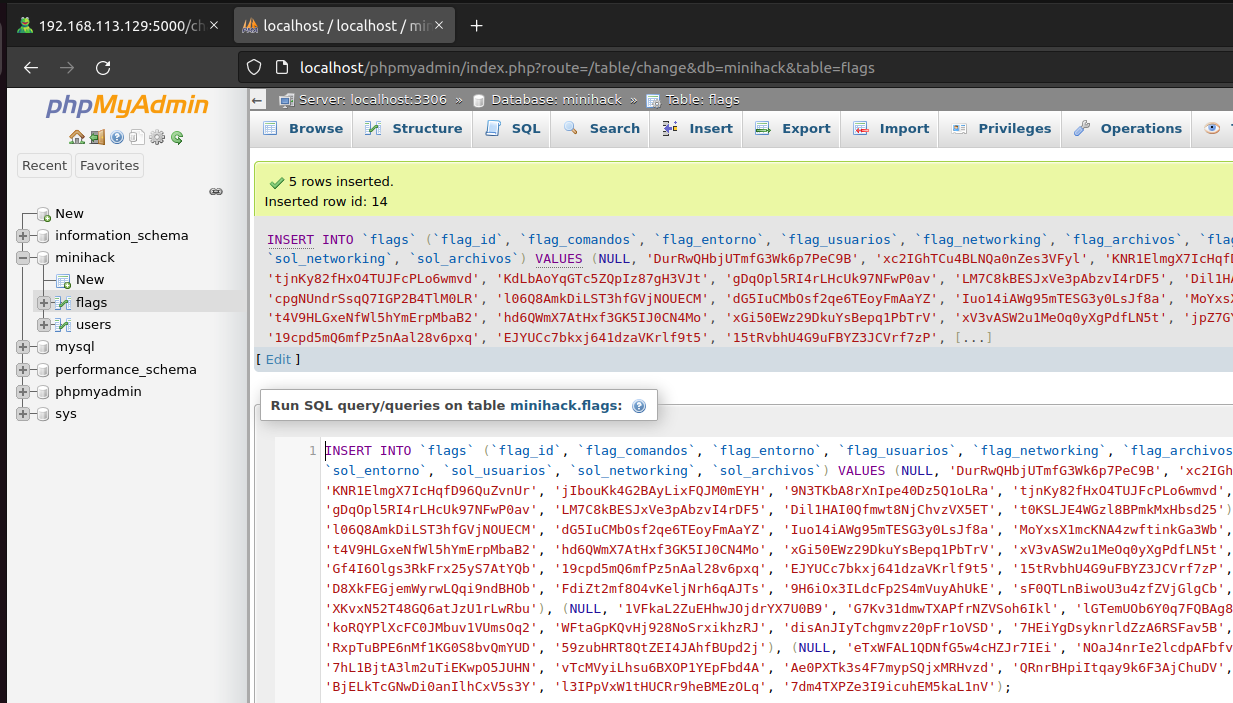 192.168.113.129:5000/ch
localhost / localhost / min
localhost/phpmyadmin/index.php?route=/table/change&db=minihack&table=flags
phpMyAdmin
Recent Favorites
New
information_schema
minihack
New
flags
users
mysql
performance_schema
phpmyadmin
sys
Server: localhost:3306 » Database: minihack » Table: flags
Browse Structure SQL Search Insert Export Import Privileges Operations
5 rows inserted.
Inserted row id: 14
INSERT INTO `flags` (`flag_id`, `flag_comandos`, `flag_entorno`, `flag_usuarios`, `flag_networking`, `flag_archivos`, `flag
`sol_networking`, `sol_archivos`) VALUES (NULL, 'DurRwQHbjUTmfG3Wk6p7PeC9B', 'xc2IGhTCu4BLNQa0nZes3VFyl', 'KNR1ElmgX7IcHqf
'tjnKy82fHxO4TUJFcPLo6wmvd', 'KdLbAoYqGTc5ZQpIz87gH3VJt', 'gDqOpl5RI4rLHcUk97NFwP0av', 'LM7C8kBESJxVe3pAbzvI4rDF5', 'Dil1HA
'cpgNUndrSsqQ7IGP2B4TlM0LR', 'l06Q8AmkDiLST3hfGVjNOUECM', 'dG5IuCMbOsf2qe6TEoyFmAaYZ', 'Iuo14iAWg95mTESG3y0LsJf8a', 'MoYxsX
't4V9HLGxeNfWl5hYmErpMbaB2', 'hd6QWmX7AtHxf3GK5IJ0CN4Mo', 'xGi50EWz29DkuYsBepq1PbTrV', 'xV3vASW2u1MeOq0yXgPdfLN5t', 'jpZ7GY
'19cpd5mQ6mfPz5nAal28v6pxq', 'EJYUCc7bkxj641dzaVKrlf9t5', '15tRvbhU4G9uFBYZ3JCVrf7zP', [...]
[ Edit ]
Run SQL query/queries on table minihack.flags:
1 INSERT INTO `flags` (`flag_id`, `flag_comandos`, `flag_entorno`, `flag_usuarios`, `flag_networking`, `flag_archivos
`sol_entorno`, `sol_usuarios`, `sol_networking`, `sol_archivos`) VALUES (NULL, 'DurRwQHbjUTmfG3Wk6p7PeC9B', 'xc2IGh
'KNR1ElmgX7IcHqfD96QuZvnUr', 'jIbouKk4G2BAyLixFQJM0mEYH', '9N3TKbA8rXnIpe40Dz5Q1oLRa', 'tjnKy82fHxO4TUJFcPLo6wmvd',
'gDqOpl5RI4rLHcUk97NFwP0av', 'LM7C8kBESJxVe3pAbzvI4rDF5', 'Dil1HAI0Qfmwt8NjChvzVX5ET', 't0KSLJE4WGzl8BPmkMxHbsd25')
'l06Q8AmkDiLST3hfGVjNOUECM', 'dG5IuCMbOsf2qe6TEoyFmAaYZ', 'Iuo14iAWg95mTESG3y0LsJf8a', 'MoYxsX1mcKNA4zwftinkGa3Wb',
't4V9HLGxeNfWl5hYmErpMbaB2', 'hd6QWmX7AtHxf3GK5IJ0CN4Mo', 'xGi50EWz29DkuYsBepq1PbTrV', 'xV3vASW2u1MeOq0yXgPdfLN5t',
'Gf4I6Olgs3RkFrx25yS7AtYQb', '19cpd5mQ6mfPz5nAal28v6pxq', 'EJYUCc7bkxj641dzaVKrlf9t5', '15tRvbhU4G9uFBYZ3JCVrf7zP',
'D8XkFEGjemWyrwLQqi9ndBHOb', 'FdiZt2mf8O4vKeljNrh6qAJTs', '9H6iOx3ILdcFp2S4mVuyAhUkE', 'sF0QTLnBiwoU3u4zfZVjGlgCb',
'XKvxN52T48GQ6atJzU1rLwRbu'), (NULL, '1VFkaL2ZuEHhwJOjdrYX7U0B9', 'G7Kv31dmwTXAPfrNZVSoh6Ikl', 'lGTemUOb6Y0q7FQBAg8
'koRQYPlXcFC0JMbuv1VUmsOq2', 'WFtaGpKQvHj928NoSrxikhzRJ', 'disAnJIyTchgmvz20pFr1oVSD', '7HEiYgDsyknrldZzA6RSFav5B',
'RxpTuBPE6nMf1KG0S8bvQmYUD', '59zubHRT8QtZEI4JAhfBUpd2j'), (NULL, 'eTxWFAL1QDNfG5w4cHZJr7IEi', 'NOaJ4nrIe2lcdpAFbfv
'7hL1BjtA3lm2uTiEKwpO5JUHN', 'vTcMVyiLhsu6BXOP1YEpFbd4A', 'Ae0PXTk3s4F7mypSQjxMRHvzd', 'QRnrBHpiItqay9k6F3AjChuDV',
'BjELkTcGNwDi0anIlhCxV5s3Y', 'l3IPpVxW1tHUCRr9heBMEzOLq', '7dm4TXPZe3I9icuhEM5kaL1nV');